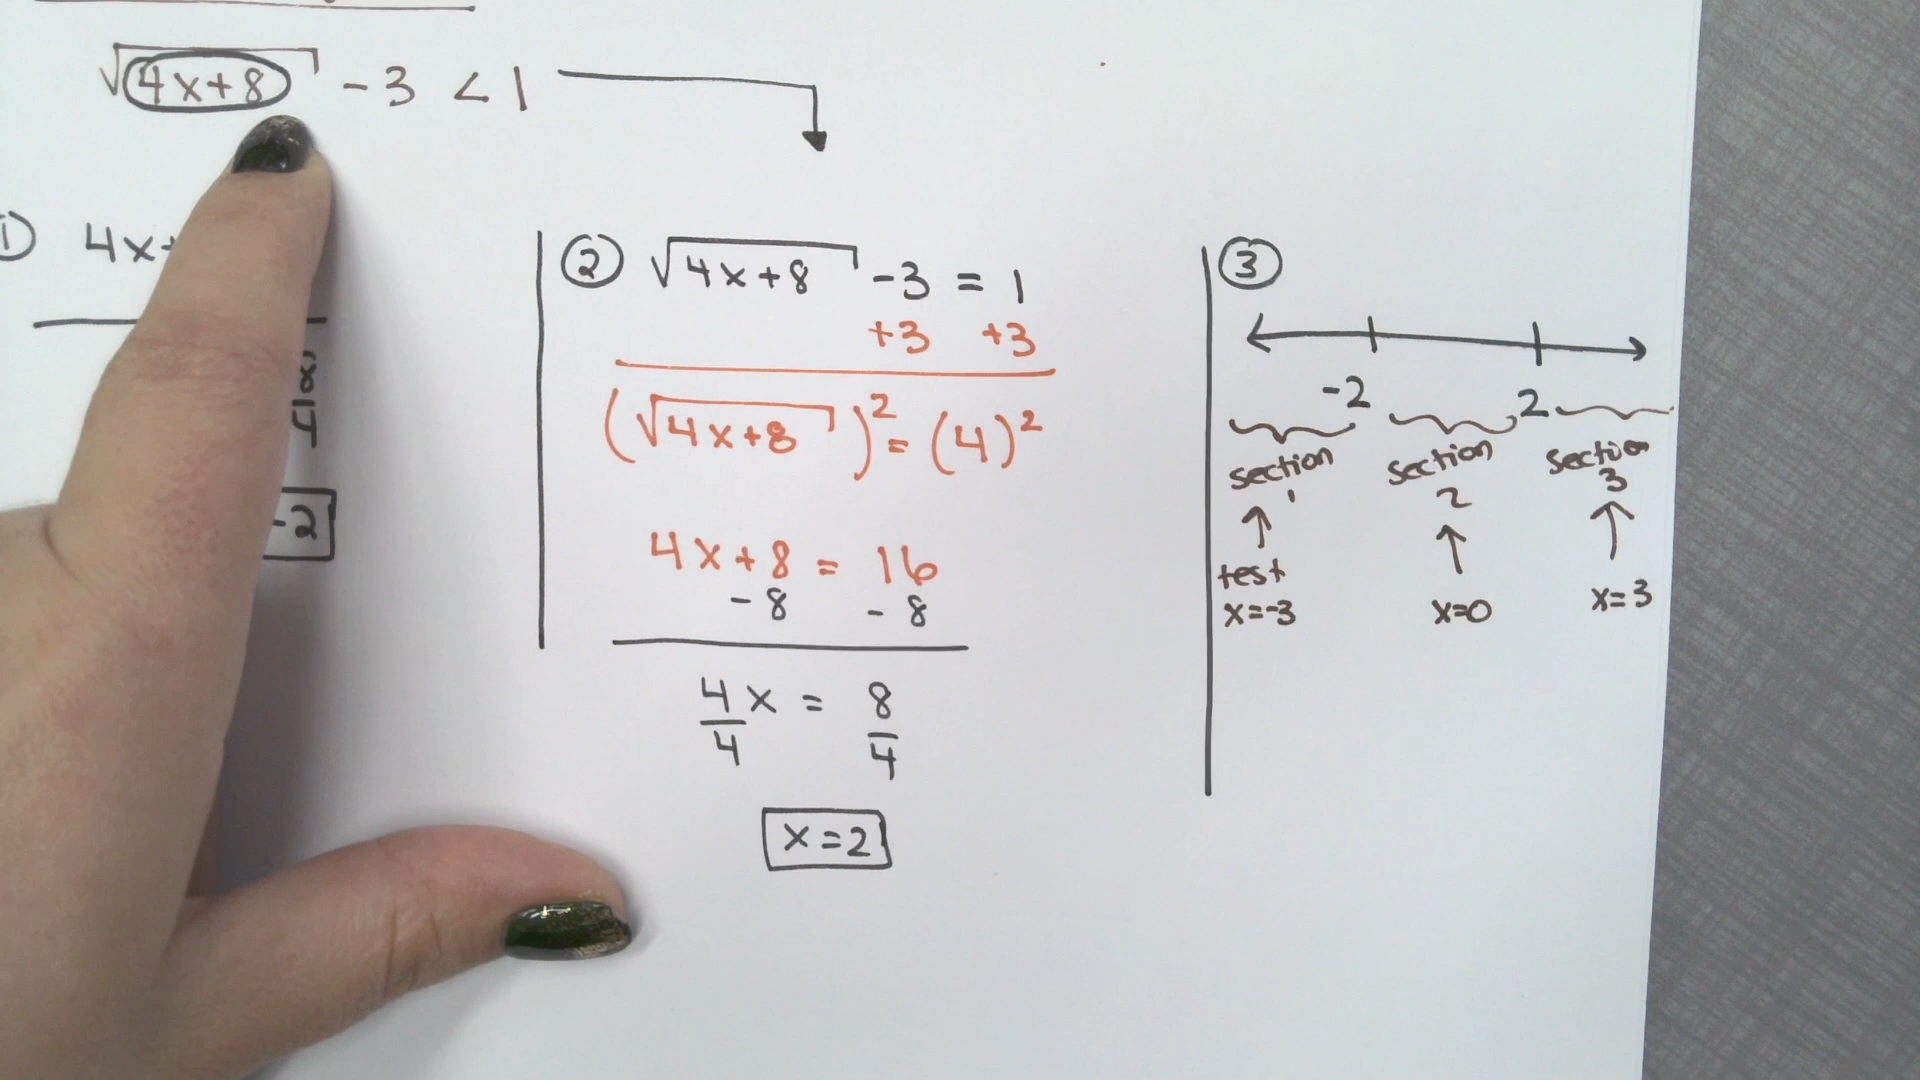 √4x+8 -3 < 1
① 4x+
-2
② √4x+8 -3 = 1
+3 +3
(√4x+8)² = (4)²
4x+8 = 16
-8 -8
4/4 x = 8/4
x=2
③
-2 2
section 1 section 2 section 3
↑ ↑ ↑
test x=-3 x=0 x=3